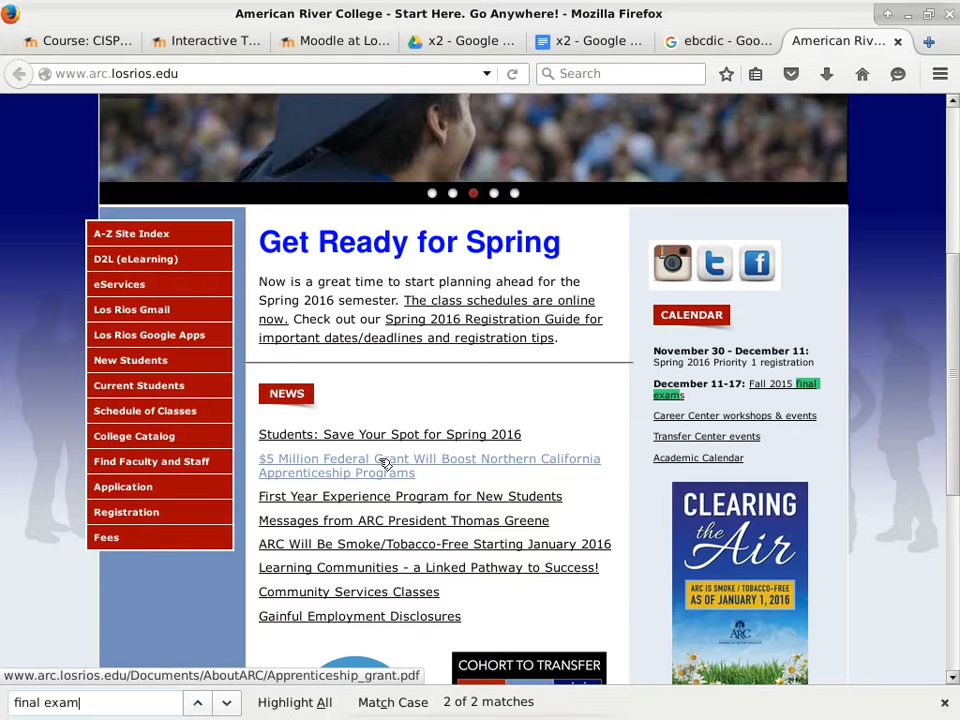 American River College - Start Here. Go Anywhere! - Mozilla Firefox
Course: CISP... Interactive T... Moodle at Lo... x2 - Google ... x2 - Google ... ebcdic - Goo... American Riv...
www.arc.losrios.edu Search
Get Ready for Spring
Now is a great time to start planning ahead for the
Spring 2016 semester. The class schedules are online
now. Check out our Spring 2016 Registration Guide for
important dates/deadlines and registration tips.
A-Z Site Index
D2L (eLearning)
eServices
Los Rios Gmail
Los Rios Google Apps
New Students
Current Students
Schedule of Classes
College Catalog
Find Faculty and Staff
Application
Registration
Fees
NEWS
Students: Save Your Spot for Spring 2016
$5 Million Federal Grant Will Boost Northern California
Apprenticeship Programs
First Year Experience Program for New Students
Messages from ARC President Thomas Greene
ARC Will Be Smoke/Tobacco-Free Starting January 2016
Learning Communities - a Linked Pathway to Success!
Community Services Classes
Gainful Employment Disclosures
COHORT TO TRANSFER
CALENDAR
November 30 - December 11:
Spring 2016 Priority 1 registration
December 11-17: Fall 2015 final
exams
Career Center workshops & events
Transfer Center events
Academic Calendar
CLEARING
the Air
ARC IS SMOKE / TOBACCO-FREE
AS OF JANUARY 1, 2016
ARC
www.arc.losrios.edu/Documents/AboutARC/Apprenticeship_grant.pdf
final exam Highlight All Match Case 2 of 2 matches